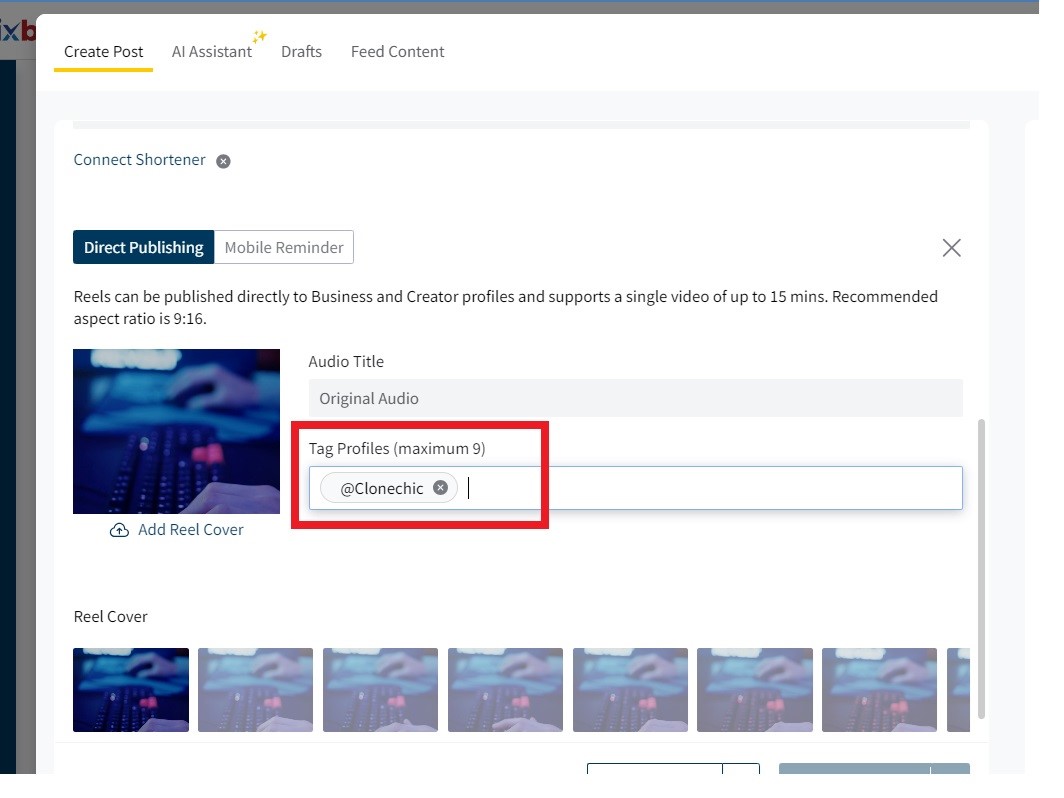 ixb
Create Post
AI Assistant
Drafts
Feed Content
Connect Shortener
Direct Publishing
Mobile Reminder
Reels can be published directly to Business and Creator profiles and supports a single video of up to 15 mins. Recommended
aspect ratio is 9:16.
Audio Title
Original Audio
Tag Profiles (maximum 9)
@Clonechic
Add Reel Cover
Reel Cover